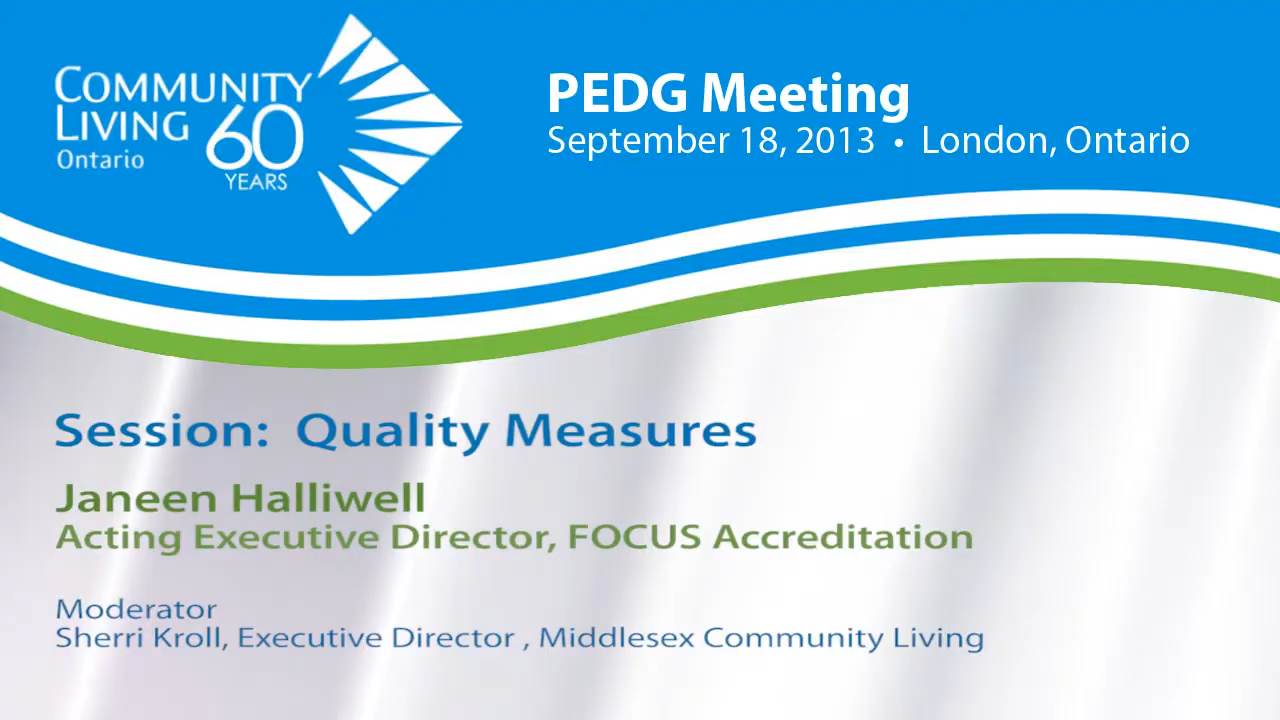 COMMUNITY
LIVING
Ontario
60
YEARS
PEDG Meeting
September 18, 2013 • London, Ontario
Session: Quality Measures
Janeen Halliwell
Acting Executive Director, FOCUS Accreditation
Moderator
Sherri Kroll, Executive Director , Middlesex Community Living